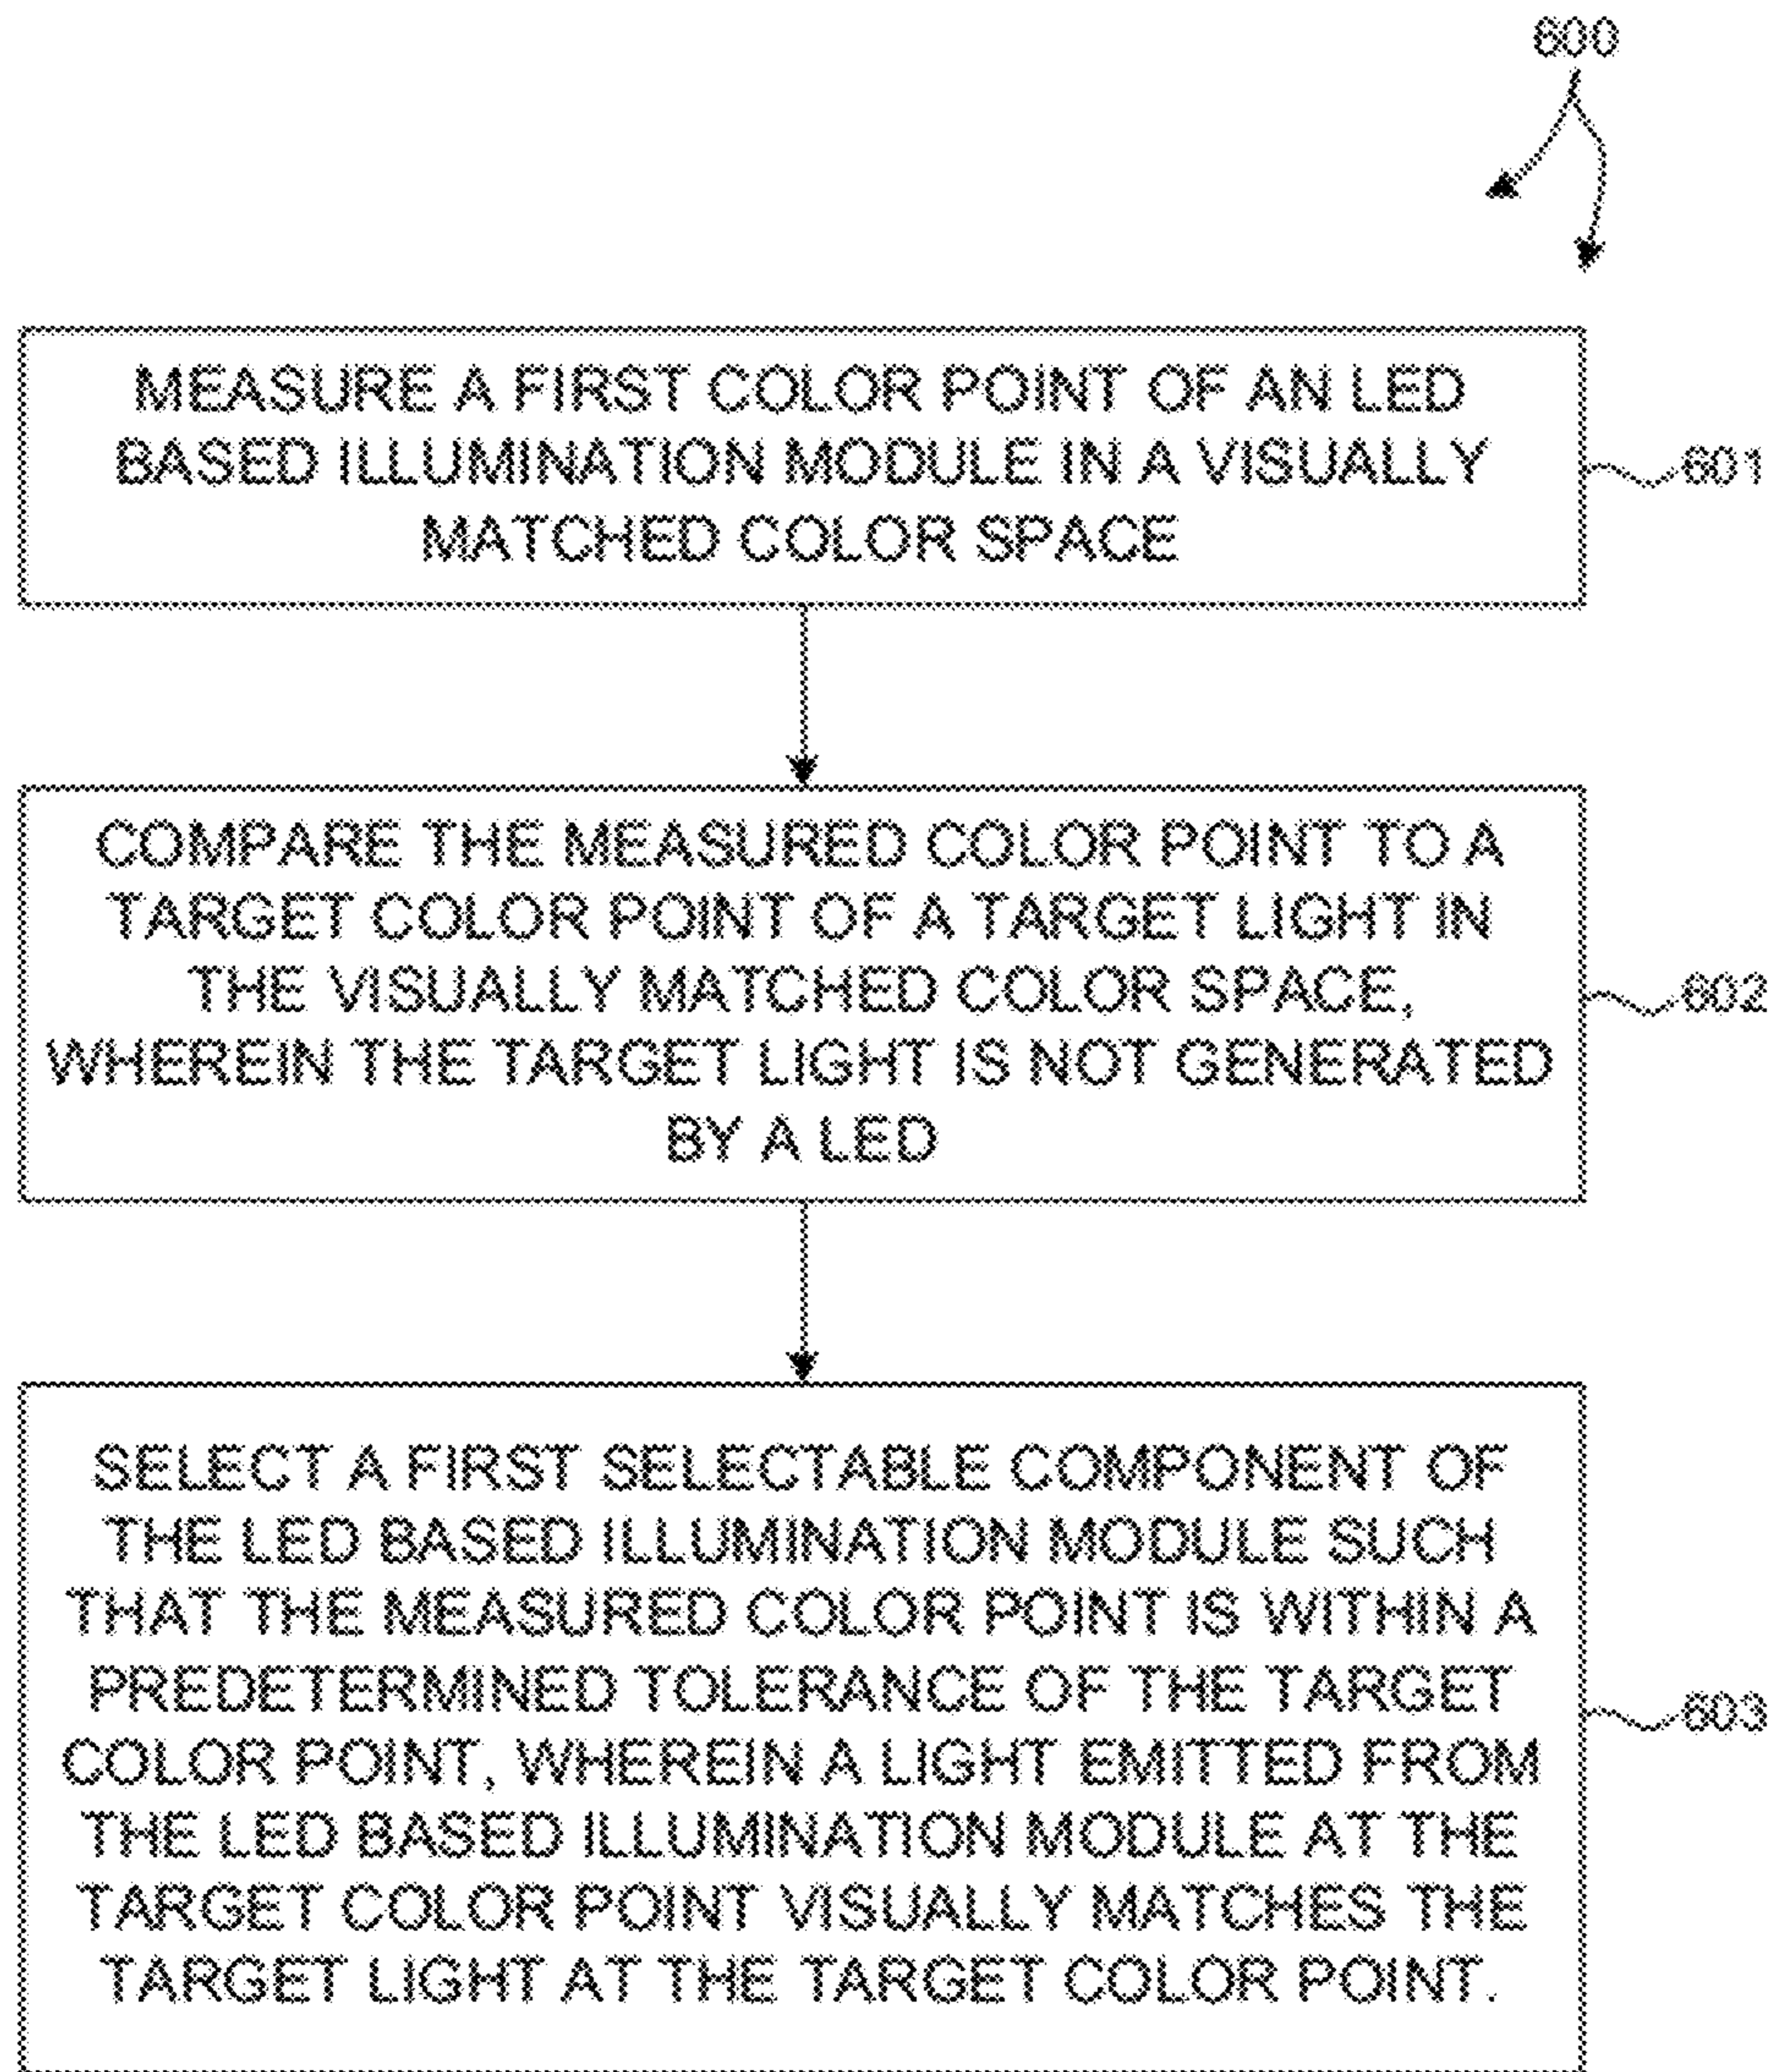 600
MEASURE A FIRST COLOR POINT OF AN LED
BASED ILLUMINATION MODULE IN A VISUALLY
MATCHED COLOR SPACE
601
COMPARE THE MEASURED COLOR POINT TO A
TARGET COLOR POINT OF A TARGET LIGHT IN
THE VISUALLY MATCHED COLOR SPACE,
WHEREIN THE TARGET LIGHT IS NOT GENERATED
BY A LED
602
SELECT A FIRST SELECTABLE COMPONENT OF
THE LED BASED ILLUMINATION MODULE SUCH
THAT THE MEASURED COLOR POINT IS WITHIN A
PREDETERMINED TOLERANCE OF THE TARGET
COLOR POINT, WHEREIN A LIGHT EMITTED FROM
THE LED BASED ILLUMINATION MODULE AT THE
TARGET COLOR POINT VISUALLY MATCHES THE
TARGET LIGHT AT THE TARGET COLOR POINT.
603